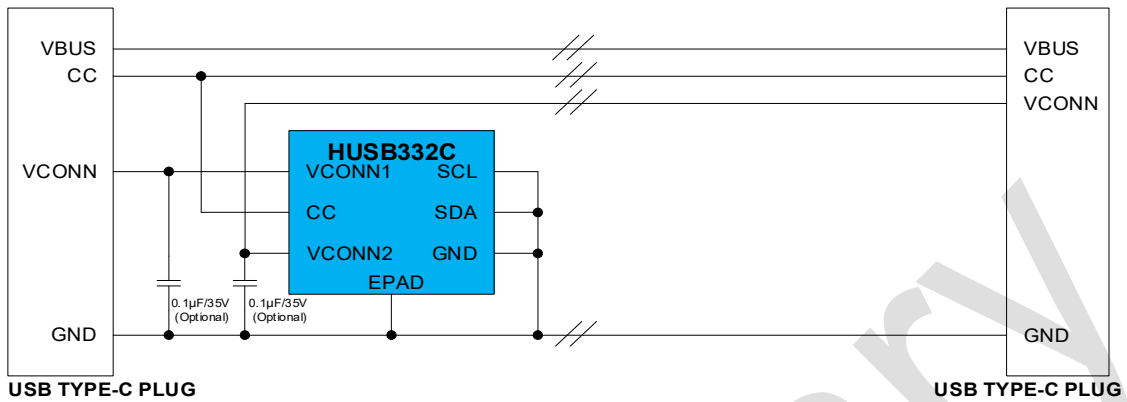 VBUS
CC
VCONN
GND
USB TYPE-C PLUG
HUSB332C
VCONN1 SCL
CC SDA
VCONN2 GND
EPAD
0.1µF/35V
(Optional)
0.1µF/35V
(Optional)
VBUS
CC
VCONN
GND
USB TYPE-C PLUG
ry